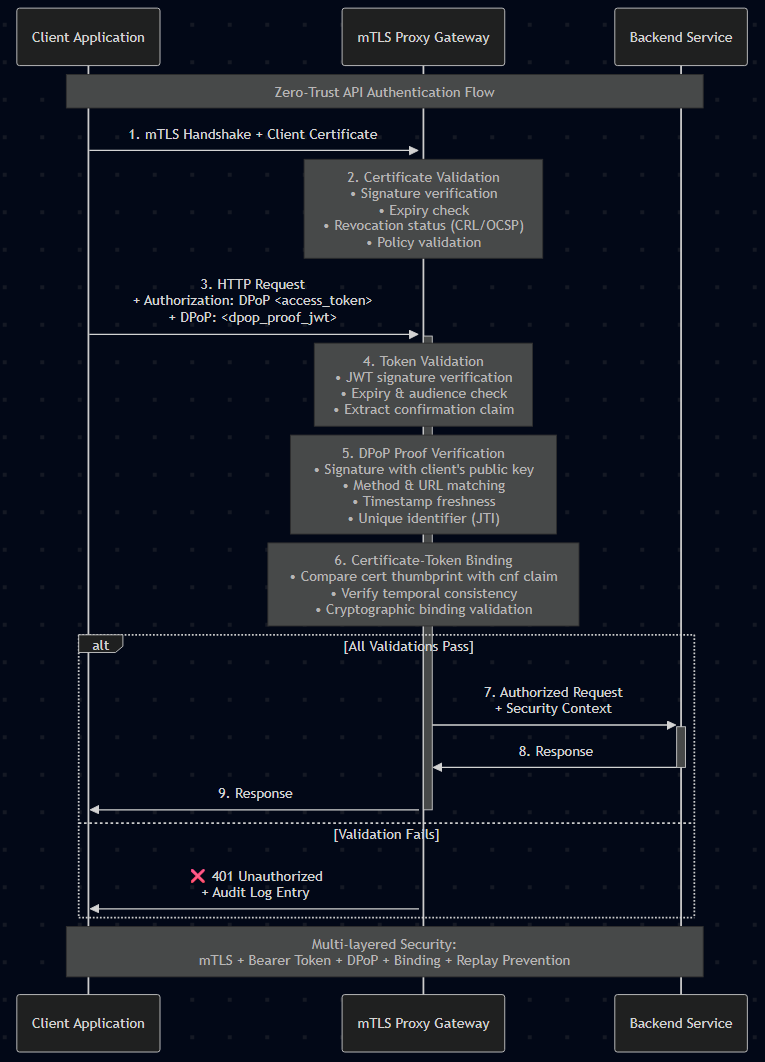 Client Application
mTLS Proxy Gateway
Backend Service
Zero-Trust API Authentication Flow
1. mTLS Handshake + Client Certificate
2. Certificate Validation
• Signature verification
• Expiry check
• Revocation status (CRL/OCSP)
• Policy validation
3. HTTP Request
+ Authorization: DPoP <access_token>
+ DPoP: <dpop_proof_jwt>
4. Token Validation
• JWT signature verification
• Expiry & audience check
• Extract confirmation claim
5. DPoP Proof Verification
• Signature with client's public key
• Method & URL matching
• Timestamp freshness
• Unique identifier (JTI)
6. Certificate-Token Binding
• Compare cert thumbprint with cnf claim
• Verify temporal consistency
• Cryptographic binding validation
alt
[All Validations Pass]
7. Authorized Request
+ Security Context
8. Response
9. Response
[Validation Fails]
❌ 401 Unauthorized
+ Audit Log Entry
Multi-layered Security:
mTLS + Bearer Token + DPoP + Binding + Replay Prevention
Client Application
mTLS Proxy Gateway
Backend Service